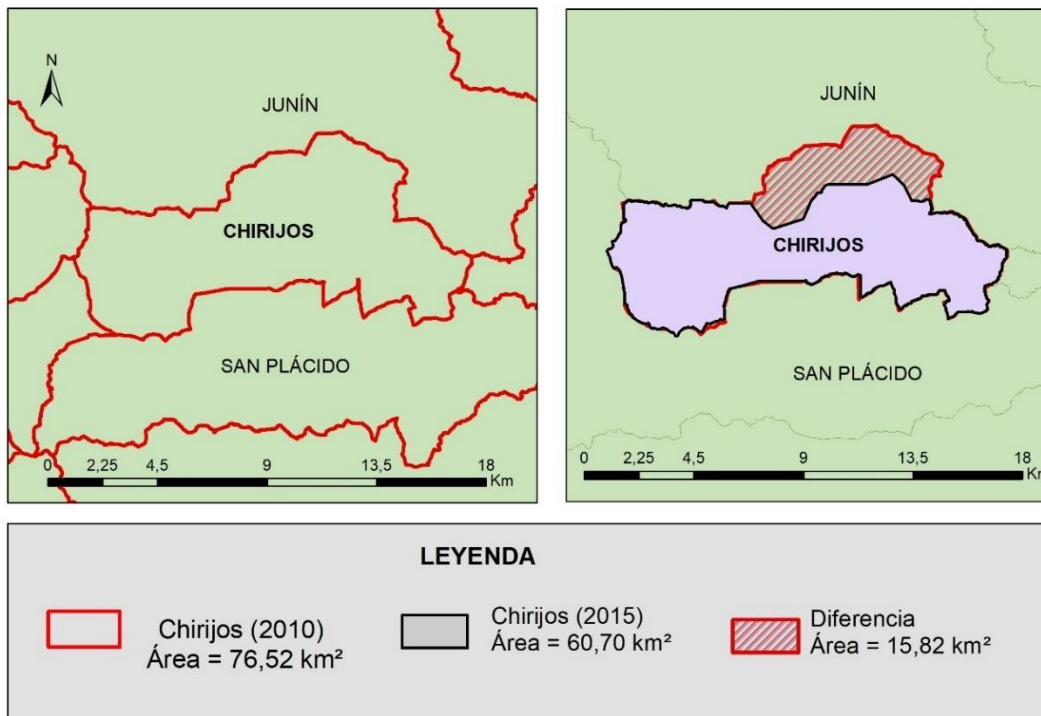 N
JUNÍN
CHIRIJOS
SAN PLÁCIDO
0 2,25 4,5 9 13,5 18
Km
JUNÍN
CHIRIJOS
SAN PLÁCIDO
0 2,25 4,5 9 13,5 18
Km
LEYENDA
Chirijos (2010)
Área = 76,52 km²
Chirijos (2015)
Área = 60,70 km²
Diferencia
Área = 15,82 km²